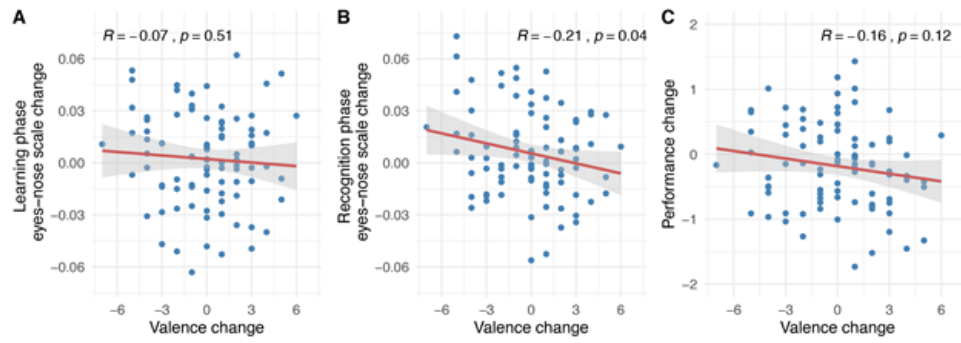 A
R = −0.07 , p = 0.51
Learning phase
eyes−nose scale change
0.06
0.03
0.00
−0.03
−0.06
−6 −3 0 3 6
Valence change
B
R = −0.21 , p = 0.04
Recognition phase
eyes−nose scale change
0.06
0.03
0.00
−0.03
−0.06
−6 −3 0 3 6
Valence change
C
R = −0.16 , p = 0.12
Performance change
2
1
0
−1
−2
−6 −3 0 3 6
Valence change